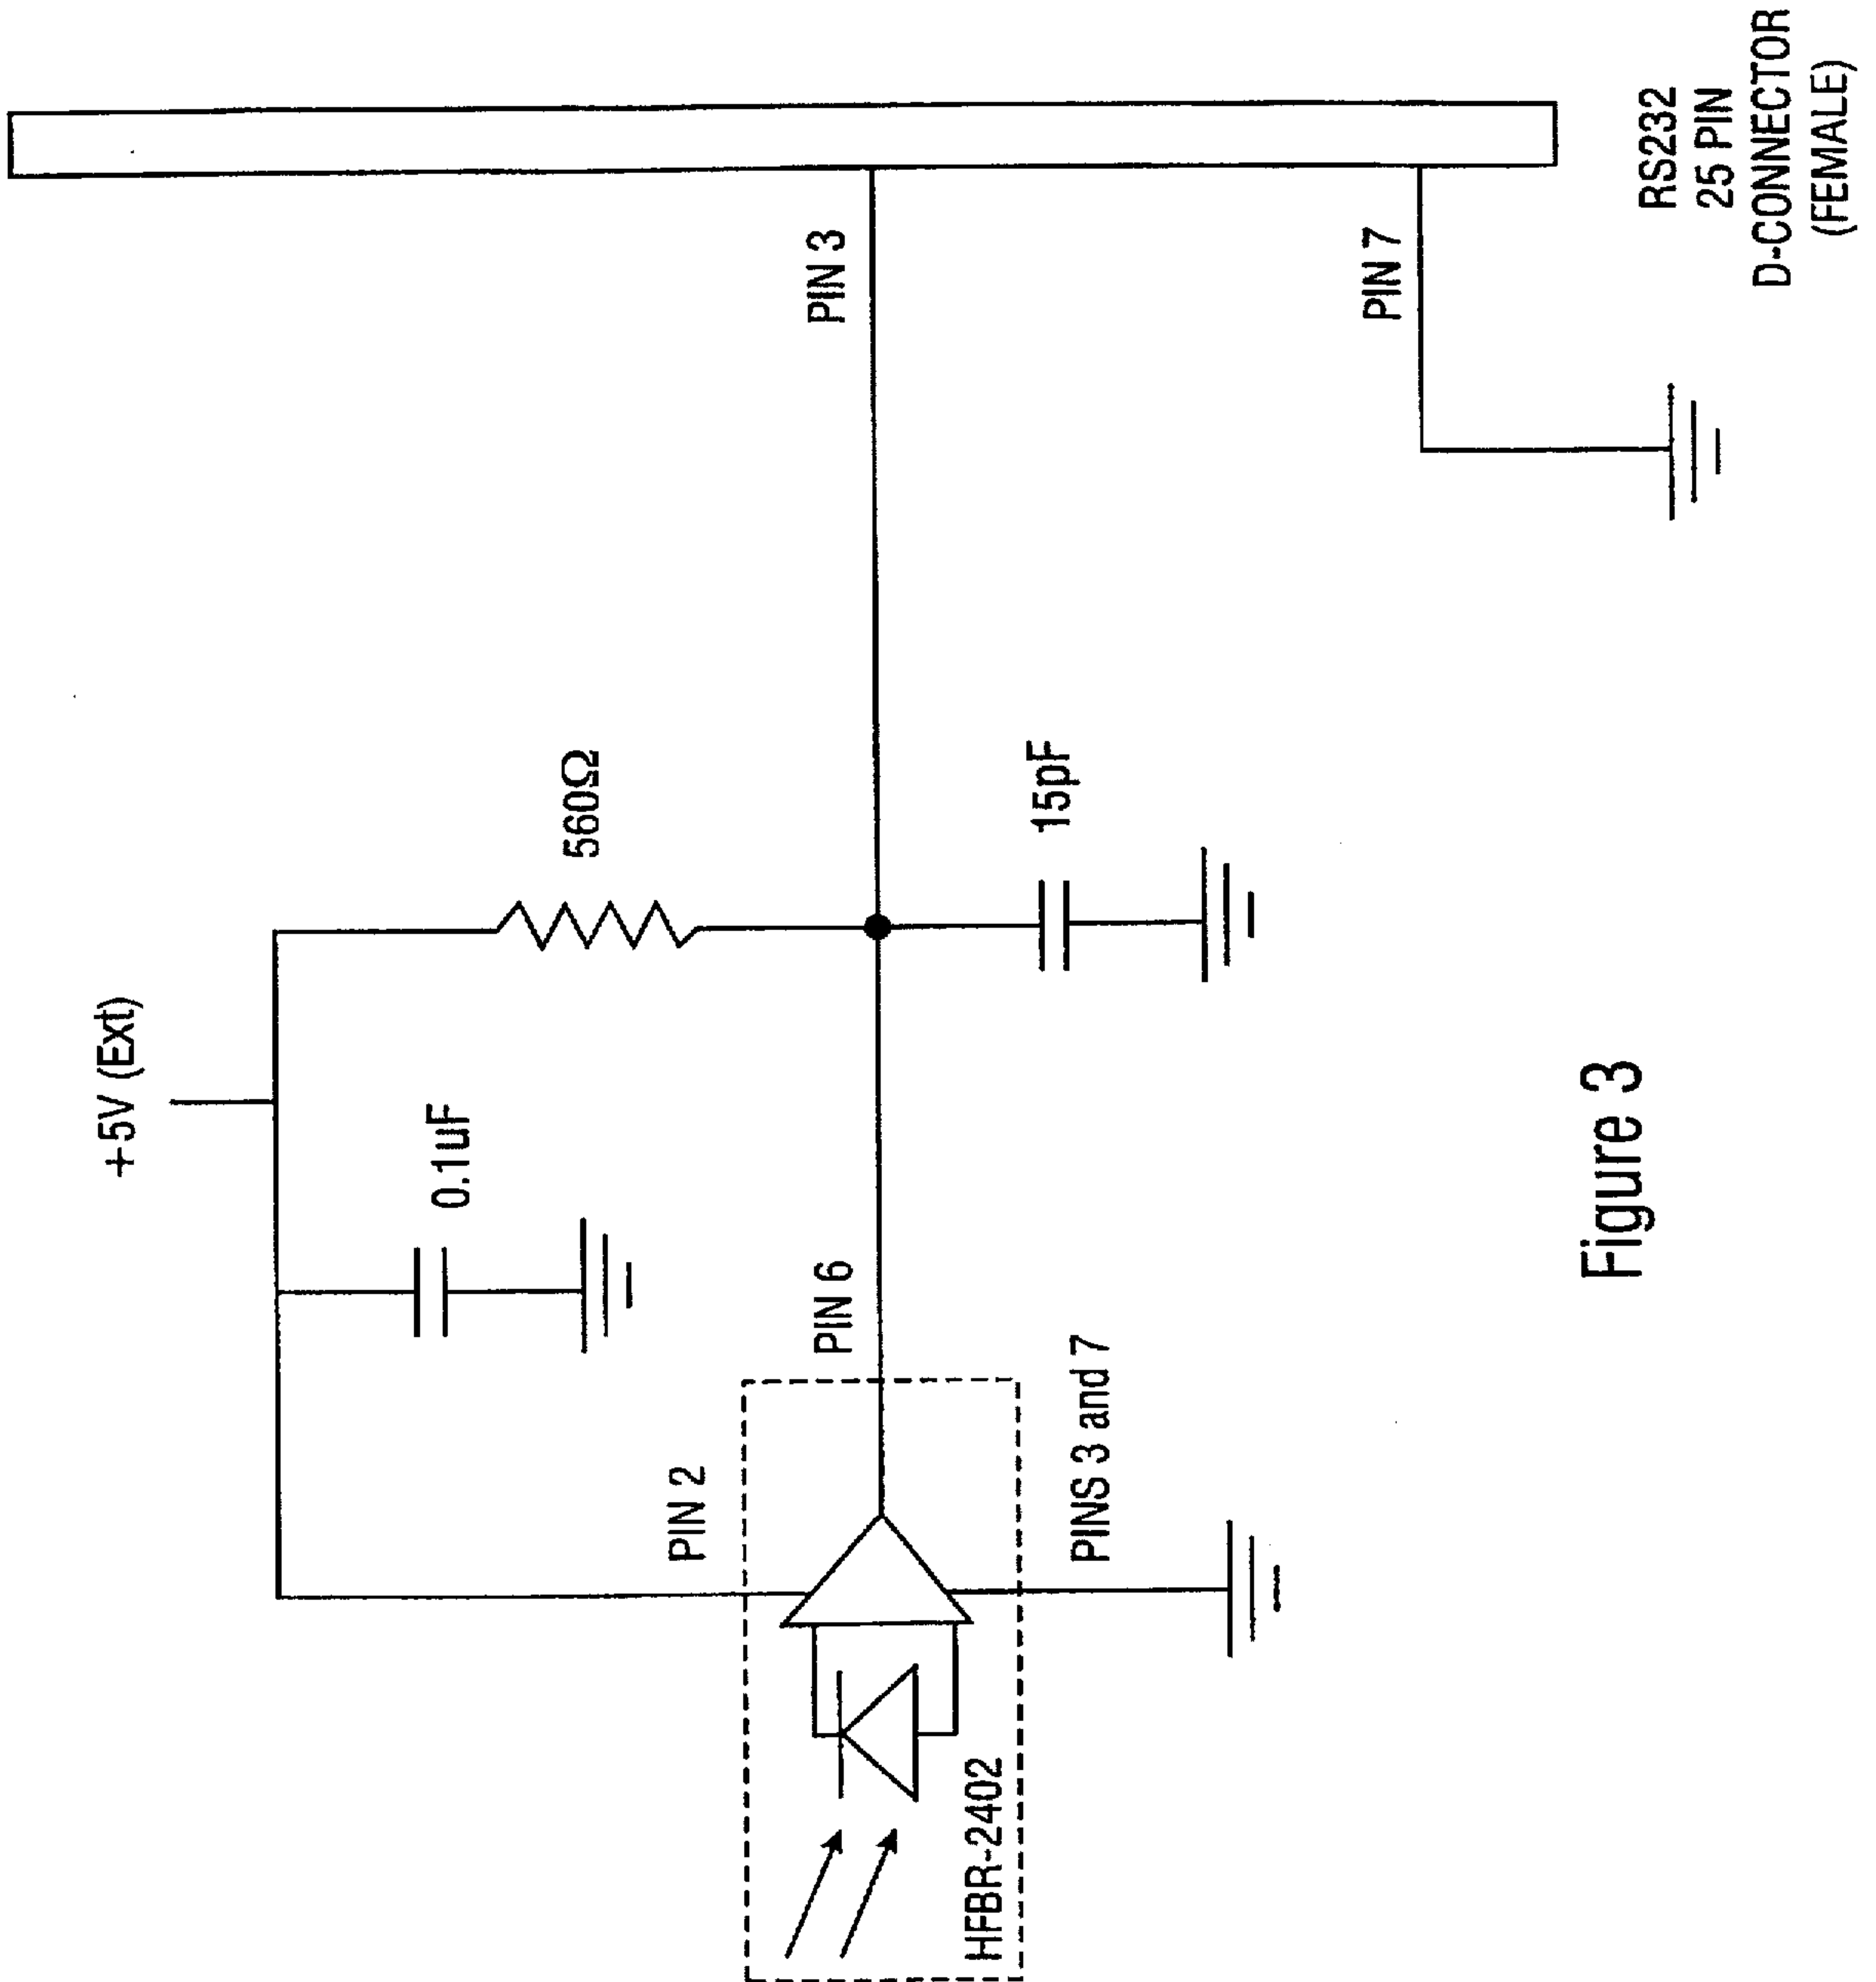 +5V (Ext)
0.1uF
560Ω
PIN 2
PIN 6
PIN 3
HFBR-2402
PINS 3 and 7
15pF
PIN 7
RS232
25 PIN
D-CONNECTOR
(FEMALE)
Figure 3